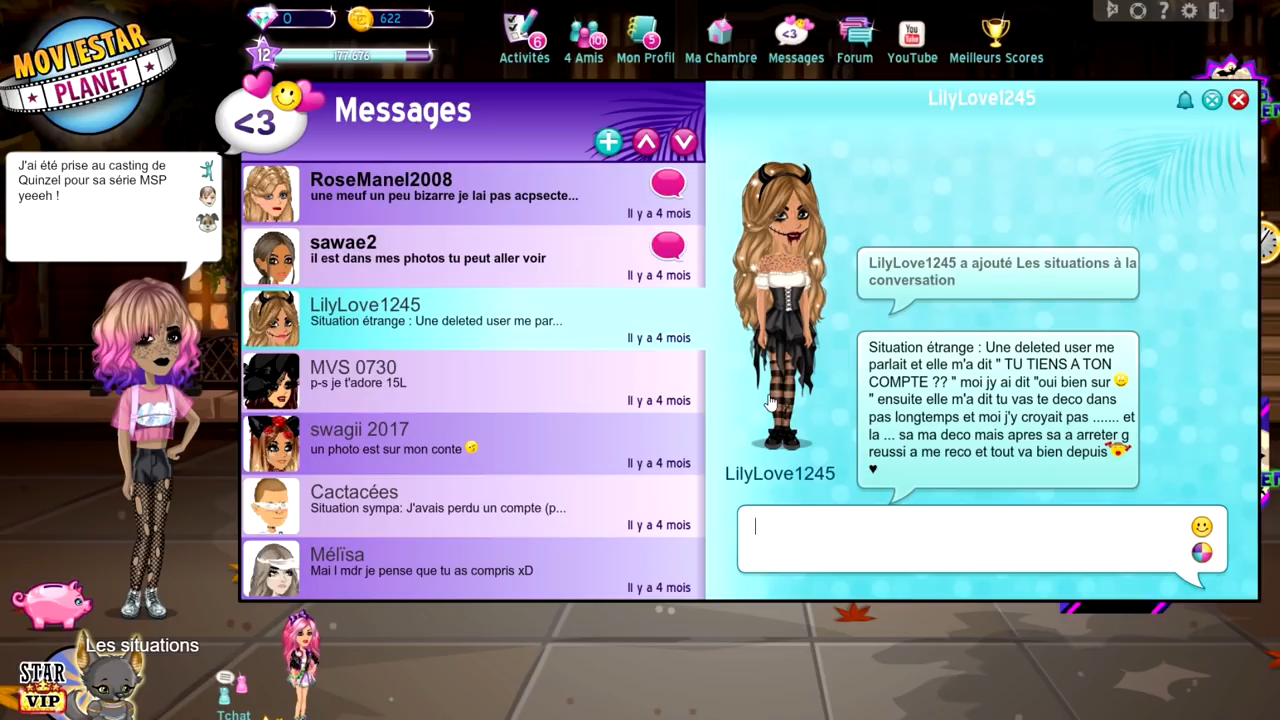 MOVIESTAR
PLANET
0
622
12
177 676
6
Activités
101
4 Amis
5
Mon Profil
Ma Chambre
<3
Messages
Forum
You
Tube
YouTube
Meilleurs Scores
?
J'ai été prise au casting de
Quinzel pour sa série MSP
yeeeh !
<3
Messages
RoseManel2008
une meuf un peu bizarre je lai pas acpsecte...
Il y a 4 mois
sawae2
il est dans mes photos tu peut aller voir
Il y a 4 mois
LilyLove1245
Situation étrange : Une deleted user me par...
Il y a 4 mois
MVS 0730
p-s je t'adore 15L
Il y a 4 mois
swagii 2017
un photo est sur mon conte
Il y a 4 mois
Cactacées
Situation sympa: J'avais perdu un compte (p...
Il y a 4 mois
Mélïsa
Mai l mdr je pense que tu as compris xD
Il y a 4 mois
LilyLove1245
LilyLove1245 a ajouté Les situations à la
conversation
Situation étrange : Une deleted user me
parlait et elle m'a dit " TU TIENS A TON
COMPTE ?? " moi jy ai dit "oui bien sur
" ensuite elle m'a dit tu vas te deco dans
pas longtemps et moi j'y croyait pas ....... et
la ... sa ma deco mais apres sa a arreter g
reussi a me reco et tout va bien depuis
♥
LilyLove1245
Les situations
STAR
VIP
Tchat